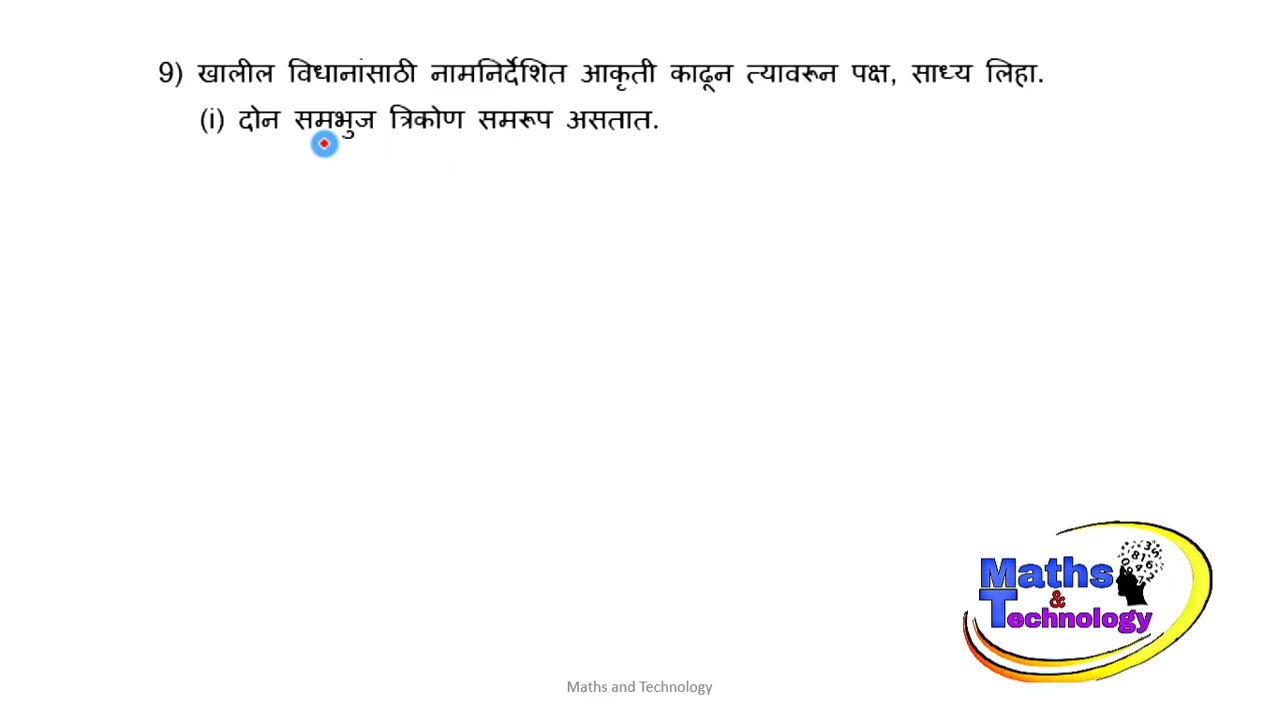 9) खालील विधानांसाठी नामनिर्देशित आकृती काढून त्यावरून पक्ष, साध्य लिहा.
(i) दोन समभुज त्रिकोण समरूप असतात.
Maths
&
Technology
Maths and Technology